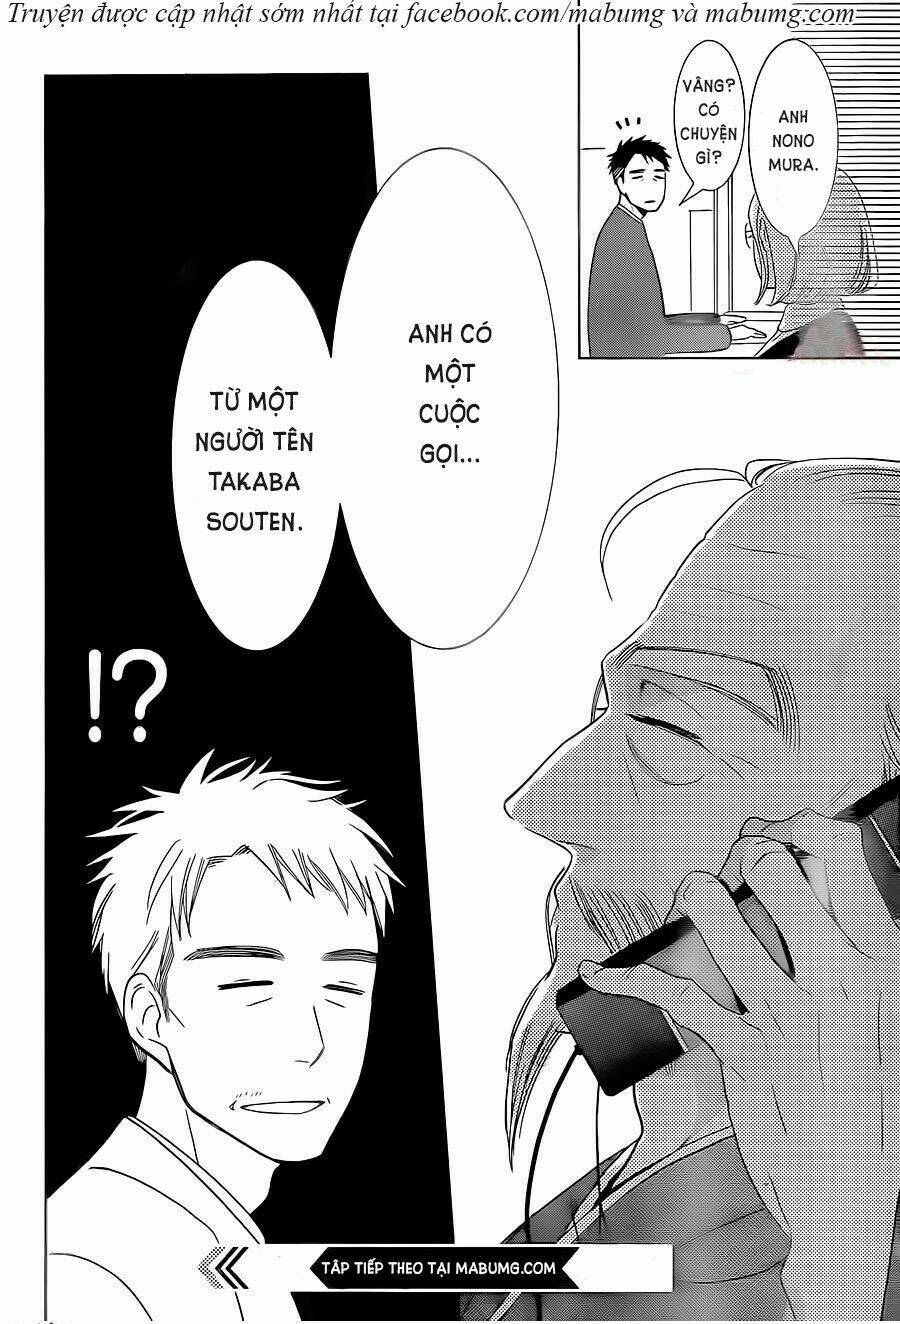 Truyện được cập nhật sớm nhất tại facebook.com/mabumg và mabumg.com
ANH
NONO
MURA.
VÂNG?
CÓ
CHUYỆN
GÌ?
ANH CÓ
MỘT
CUỘC
GỌI...
TỪ MỘT
NGƯỜI TÊN
TAKABA
SOUTEN.
!?
TẬP TIẾP THEO TẠI MABUMG.COM